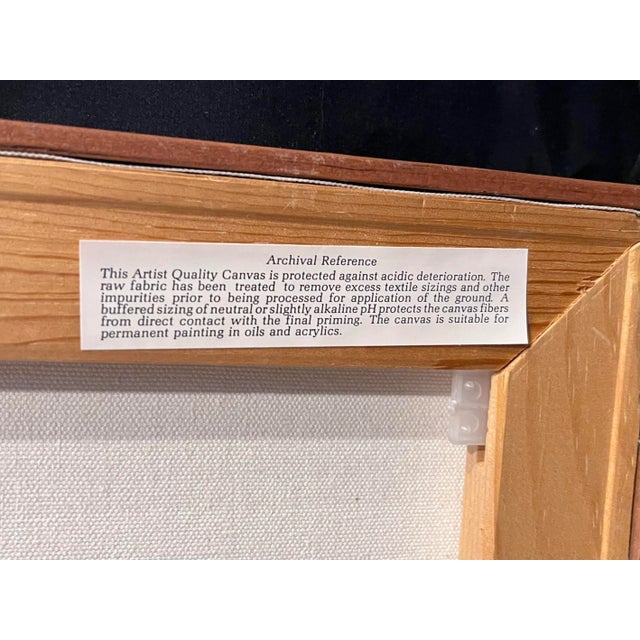 Archival Reference
This Artist Quality Canvas is protected against acidic deterioration. The
raw fabric has been treated to remove excess textile sizings and other
impurities prior to being processed for application of the ground. A
buffered sizing of neutral or slightly alkaline pH protects the canvas fibers
from direct contact with the final priming. The canvas is suitable for
permanent painting in oils and acrylics.